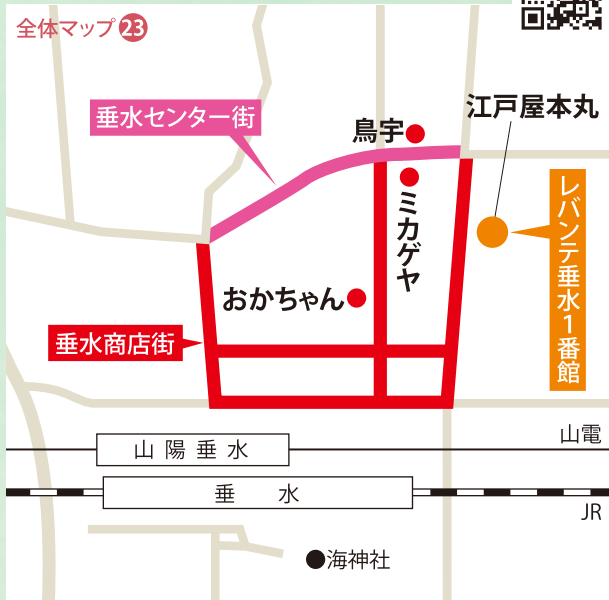 全体マップ 23
垂水センター街
鳥宇
江戸屋本丸
ミカゲヤ
レバンテ垂水1番館
おかちゃん
垂水商店街
山電
山陽垂水
垂水
JR
海神社